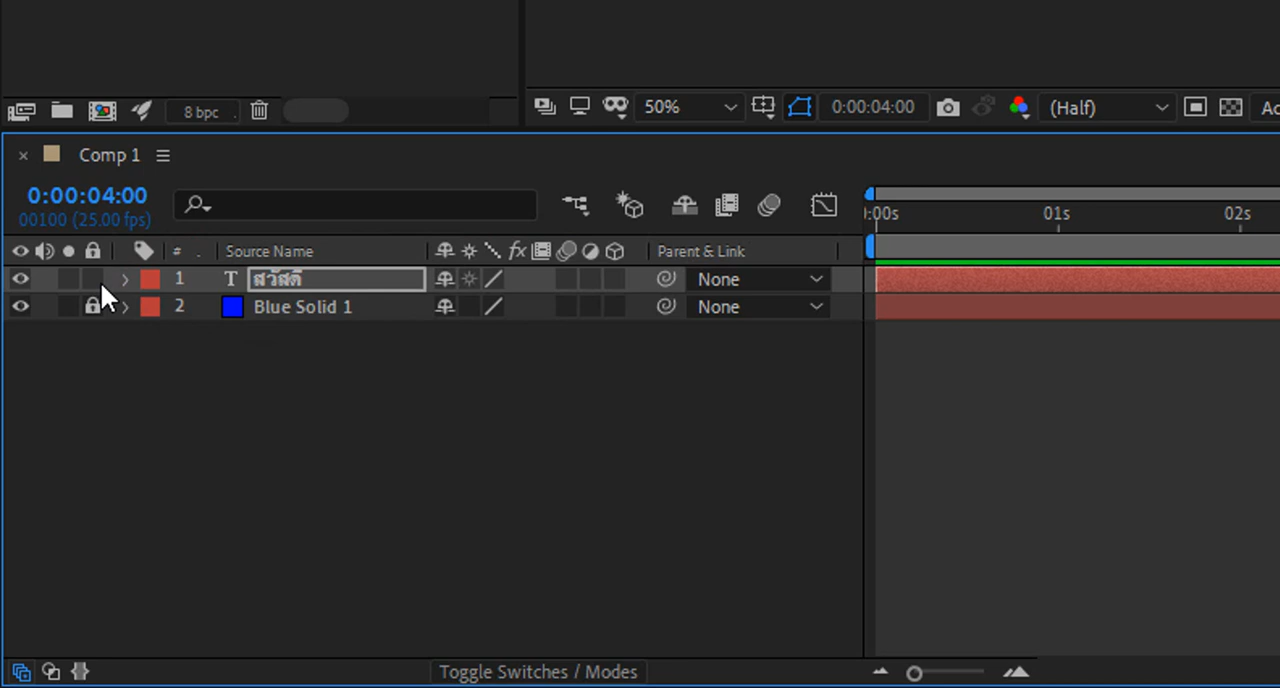 8 bpc
50%
0:00:04:00
(Half)
Comp 1
0:00:04:00
00100 (25.00 fps)
:00s
01s
02s
#
Source Name
fx
Parent & Link
1
T
สวัสดี
None
2
Blue Solid 1
None
Toggle Switches / Modes